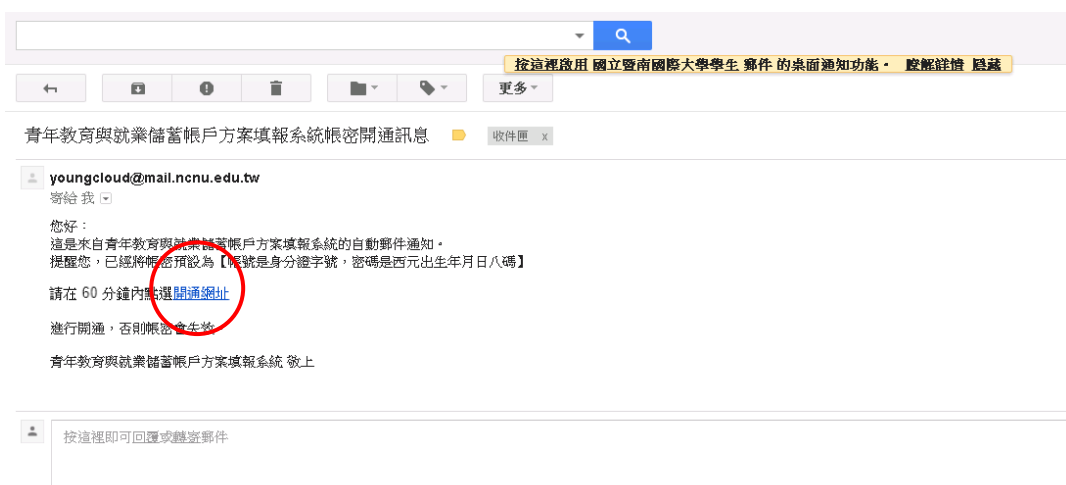 按這裡啟用 國立暨南國際大學學生 郵件 的桌面通知功能。 瞭解詳情 隱藏
更多
青年教育與就業儲蓄帳戶方案填報系統帳密開通訊息 收件匣 x
youngcloud@mail.ncnu.edu.tw
寄給 我
您好：
這是來自青年教育與就業儲蓄帳戶方案填報系統的自動郵件通知。
提醒您，已經將帳密預設為【帳號是身分證字號，密碼是西元出生年月日八碼】
請在 60 分鐘內點選開通網址
進行開通，否則帳密會失效
青年教育與就業儲蓄帳戶方案填報系統 敬上
按這裡即可回覆或轉寄郵件